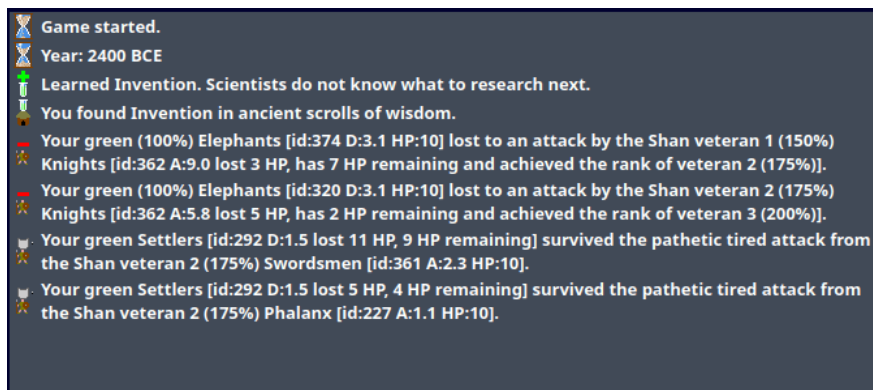 Game started.
Year: 2400 BCE
Learned Invention. Scientists do not know what to research next.
You found Invention in ancient scrolls of wisdom.
Your green (100%) Elephants [id:374 D:3.1 HP:10] lost to an attack by the Shan veteran 1 (150%)
Knights [id:362 A:9.0 lost 3 HP, has 7 HP remaining and achieved the rank of veteran 2 (175%)].
Your green (100%) Elephants [id:320 D:3.1 HP:10] lost to an attack by the Shan veteran 2 (175%)
Knights [id:362 A:5.8 lost 5 HP, has 2 HP remaining and achieved the rank of veteran 3 (200%)].
Your green Settlers [id:292 D:1.5 lost 11 HP, 9 HP remaining] survived the pathetic tired attack from
the Shan veteran 2 (175%) Swordsmen [id:361 A:2.3 HP:10].
Your green Settlers [id:292 D:1.5 lost 5 HP, 4 HP remaining] survived the pathetic tired attack from
the Shan veteran 2 (175%) Phalanx [id:227 A:1.1 HP:10].